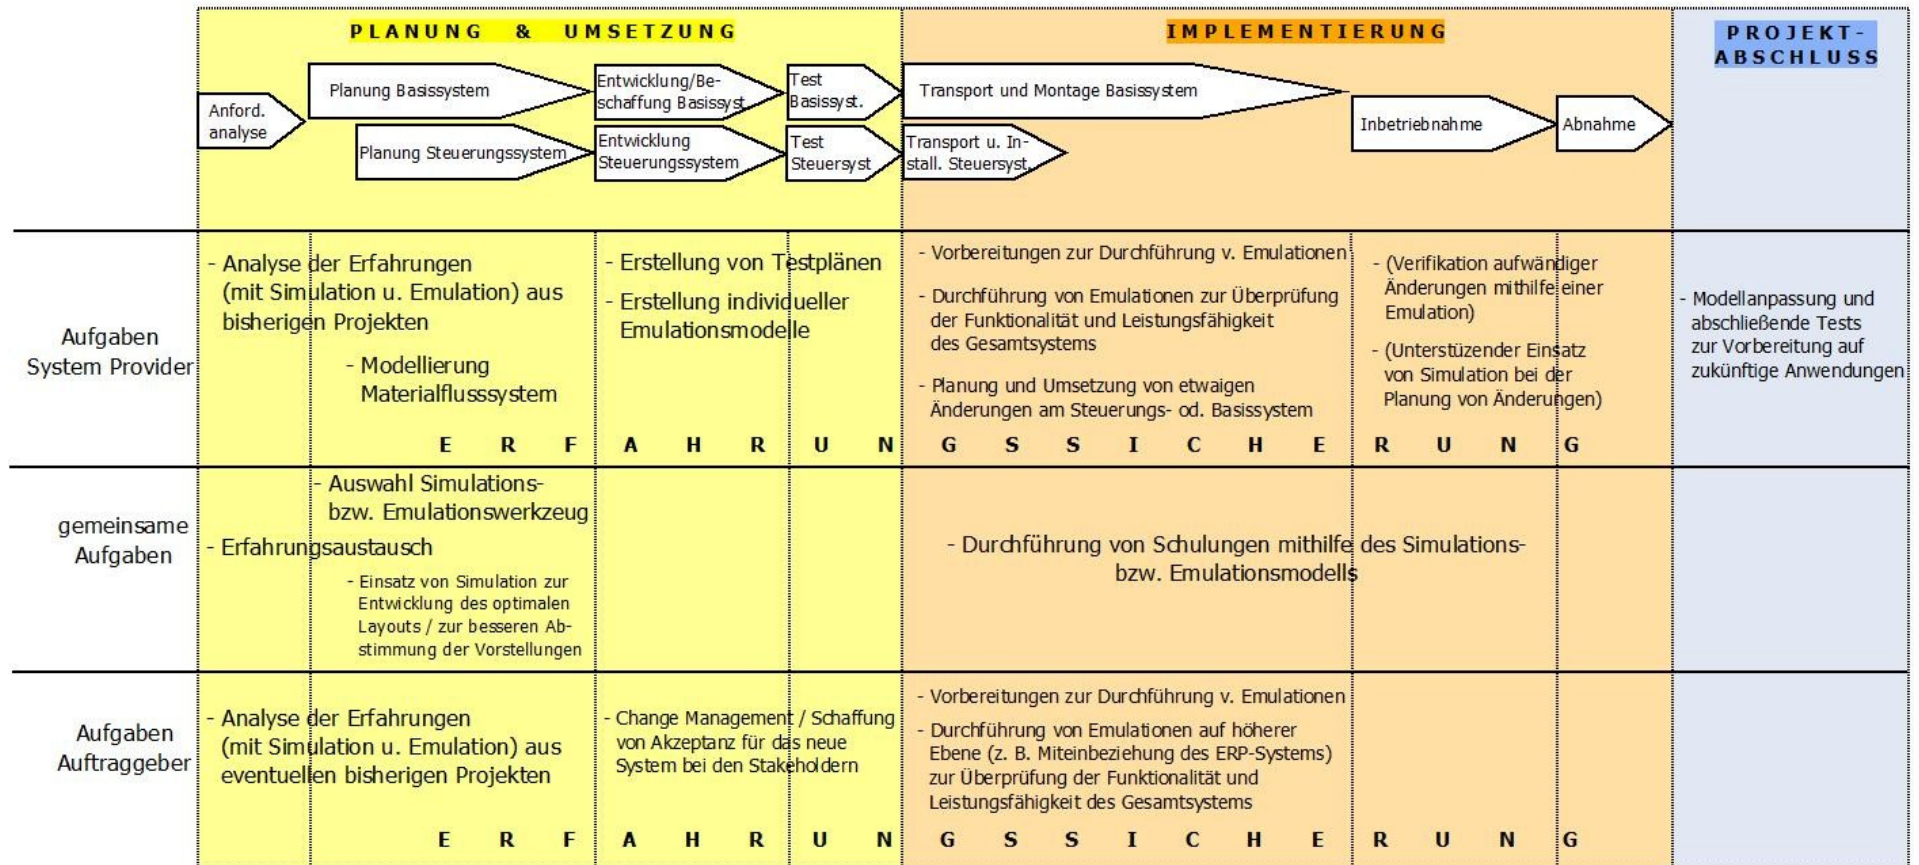 PLANUNG & UMSETZUNG
IMPLEMENTIERUNG
PROJEKT-
ABSCHLUSS
Anford.
analyse
Planung Basissystem
Planung Steuerungssystem
Entwicklung/Be-
schaffung Basissyst.
Entwicklung
Steuerungssystem
Test
Basissyst.
Test
Steuersyst
Transport und Montage Basissystem
Transport u. In-
stall. Steuersyst.
Inbetriebnahme
Abnahme
Aufgaben
System Provider
- Analyse der Erfahrungen
(mit Simulation u. Emulation) aus
bisherigen Projekten
- Modellierung
Materialflusssystem
- Erstellung von Testplänen
- Erstellung individueller
Emulationsmodelle
- Vorbereitungen zur Durchführung v. Emulationen
- Durchführung von Emulationen zur Überprüfung
der Funktionalität und Leistungsfähigkeit
des Gesamtsystems
- Planung und Umsetzung von etwaigen
Änderungen am Steuerungs- od. Basissystem
- (Verifikation aufwändiger
Änderungen mithilfe einer
Emulation)
- (Unterstüzender Einsatz
von Simulation bei der
Planung von Änderungen)
- Modellanpassung und
abschließende Tests
zur Vorbereitung auf
zukünftige Anwendungen
ERFAHRUNGSSICHERUNG
gemeinsame
Aufgaben
- Auswahl Simulations-
bzw. Emulationswerkzeug
- Erfahrungsaustausch
- Einsatz von Simulation zur
Entwicklung des optimalen
Layouts / zur besseren Ab-
stimmung der Vorstellungen
- Durchführung von Schulungen mithilfe des Simulations-
bzw. Emulationsmodells
Aufgaben
Auftraggeber
- Analyse der Erfahrungen
(mit Simulation u. Emulation) aus
eventuellen bisherigen Projekten
- Change Management / Schaffung
von Akzeptanz für das neue
System bei den Stakeholdern
- Vorbereitungen zur Durchführung v. Emulationen
- Durchführung von Emulationen auf höherer
Ebene (z. B. Miteinbeziehung des ERP-Systems)
zur Überprüfung der Funktionalität und
Leistungsfähigkeit des Gesamtsystems
ERFAHRUNGSSICHERUNG